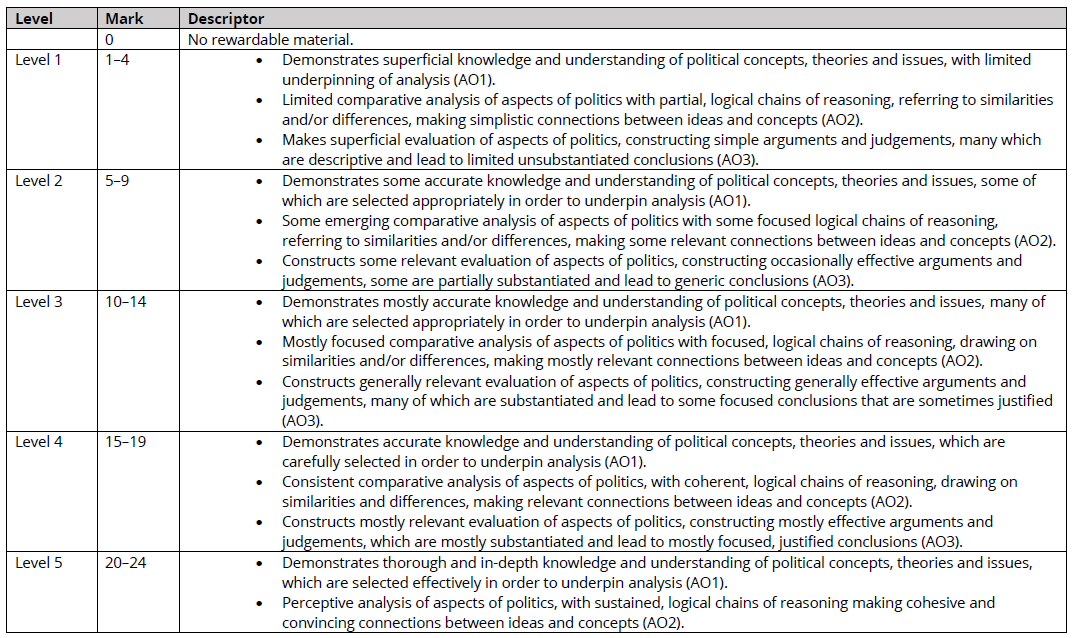 Level Mark Descriptor
0 No rewardable material.
Level 1 1–4 • Demonstrates superficial knowledge and understanding of political concepts, theories and issues, with limited
underpinning of analysis (AO1).
• Limited comparative analysis of aspects of politics with partial, logical chains of reasoning, referring to similarities
and/or differences, making simplistic connections between ideas and concepts (AO2).
• Makes superficial evaluation of aspects of politics, constructing simple arguments and judgements, many which
are descriptive and lead to limited unsubstantiated conclusions (AO3).
Level 2 5–9 • Demonstrates some accurate knowledge and understanding of political concepts, theories and issues, some of
which are selected appropriately in order to underpin analysis (AO1).
• Some emerging comparative analysis of aspects of politics with some focused logical chains of reasoning,
referring to similarities and/or differences, making some relevant connections between ideas and concepts (AO2).
• Constructs some relevant evaluation of aspects of politics, constructing occasionally effective arguments and
judgements, some are partially substantiated and lead to generic conclusions (AO3).
Level 3 10–14 • Demonstrates mostly accurate knowledge and understanding of political concepts, theories and issues, many of
which are selected appropriately in order to underpin analysis (AO1).
• Mostly focused comparative analysis of aspects of politics with focused, logical chains of reasoning, drawing on
similarities and/or differences, making mostly relevant connections between ideas and concepts (AO2).
• Constructs generally relevant evaluation of aspects of politics, constructing generally effective arguments and
judgements, many of which are substantiated and lead to some focused conclusions that are sometimes justified
(AO3).
Level 4 15–19 • Demonstrates accurate knowledge and understanding of political concepts, theories and issues, which are
carefully selected in order to underpin analysis (AO1).
• Consistent comparative analysis of aspects of politics, with coherent, logical chains of reasoning, drawing on
similarities and differences, making relevant connections between ideas and concepts (AO2).
• Constructs mostly relevant evaluation of aspects of politics, constructing mostly effective arguments and
judgements, which are mostly substantiated and lead to mostly focused, justified conclusions (AO3).
Level 5 20–24 • Demonstrates thorough and in-depth knowledge and understanding of political concepts, theories and issues,
which are selected effectively in order to underpin analysis (AO1).
• Perceptive analysis of aspects of politics, with sustained, logical chains of reasoning making cohesive and
convincing connections between ideas and concepts (AO2).